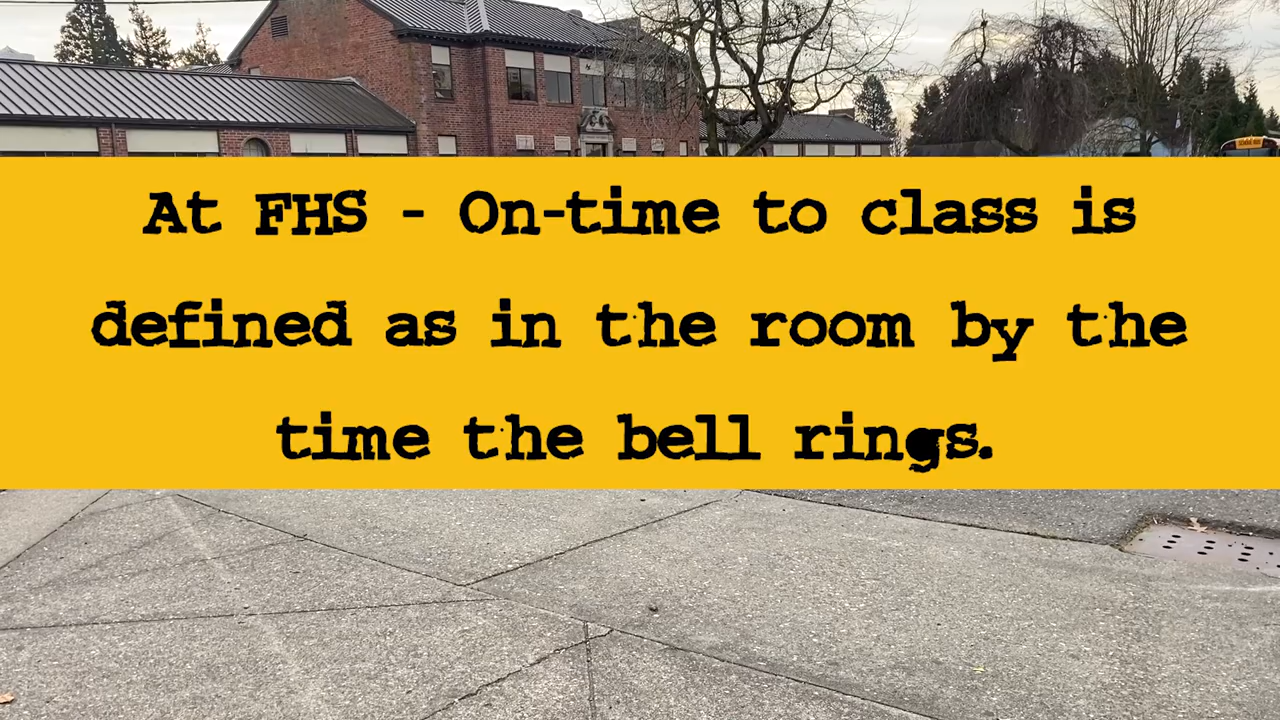 At FHS - On-time to class is
defined as in the room by the
time the bell rings.